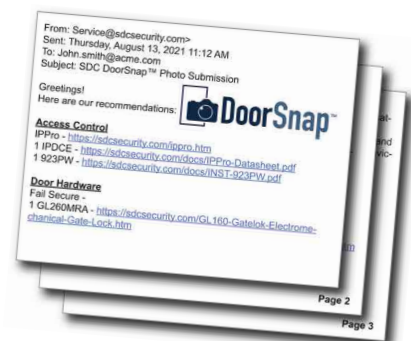 From: Service@sdcsecurity.com>
Sent: Thursday, August 13, 2021 11:12 AM
To: John.smith@acme.com
Subject: SDC DoorSnap™ Photo Submission
Greetings!
Here are our recommendations:
DoorSnap™
Access Control
IPPro - https://sdcsecurity.com/ippro.htm
1 IPDCE - https://sdcsecurity.com/docs/IPPro-Datasheet.pdf
1 923PW - https://sdcsecurity.com/docs/INST-923PW.pdf
Door Hardware
Fail Secure -
1 GL260MRA - https://sdcsecurity.com/GL160-Gatelok-Electrome-
chanical-Gate-Lock.htm
at-
and
vic-
m
Page 2
Page 3